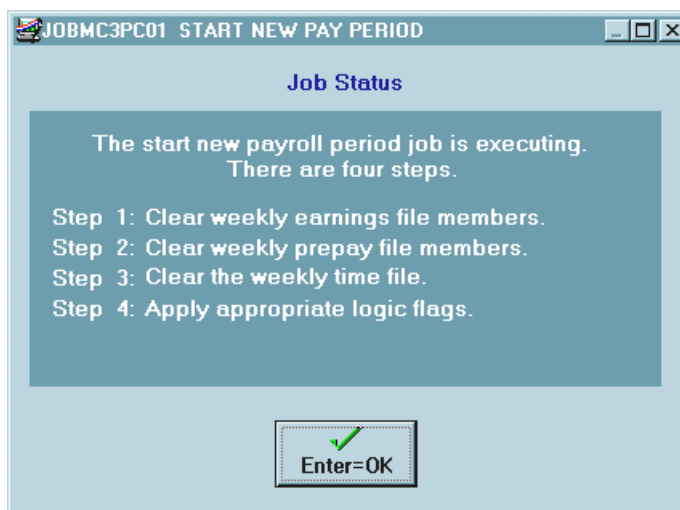 JOBMC3PC01 START NEW PAY PERIOD
Job Status
The start new payroll period job is executing.
There are four steps.
Step 1: Clear weekly earnings file members.
Step 2: Clear weekly prepay file members.
Step 3: Clear the weekly time file.
Step 4: Apply appropriate logic flags.
Enter=OK